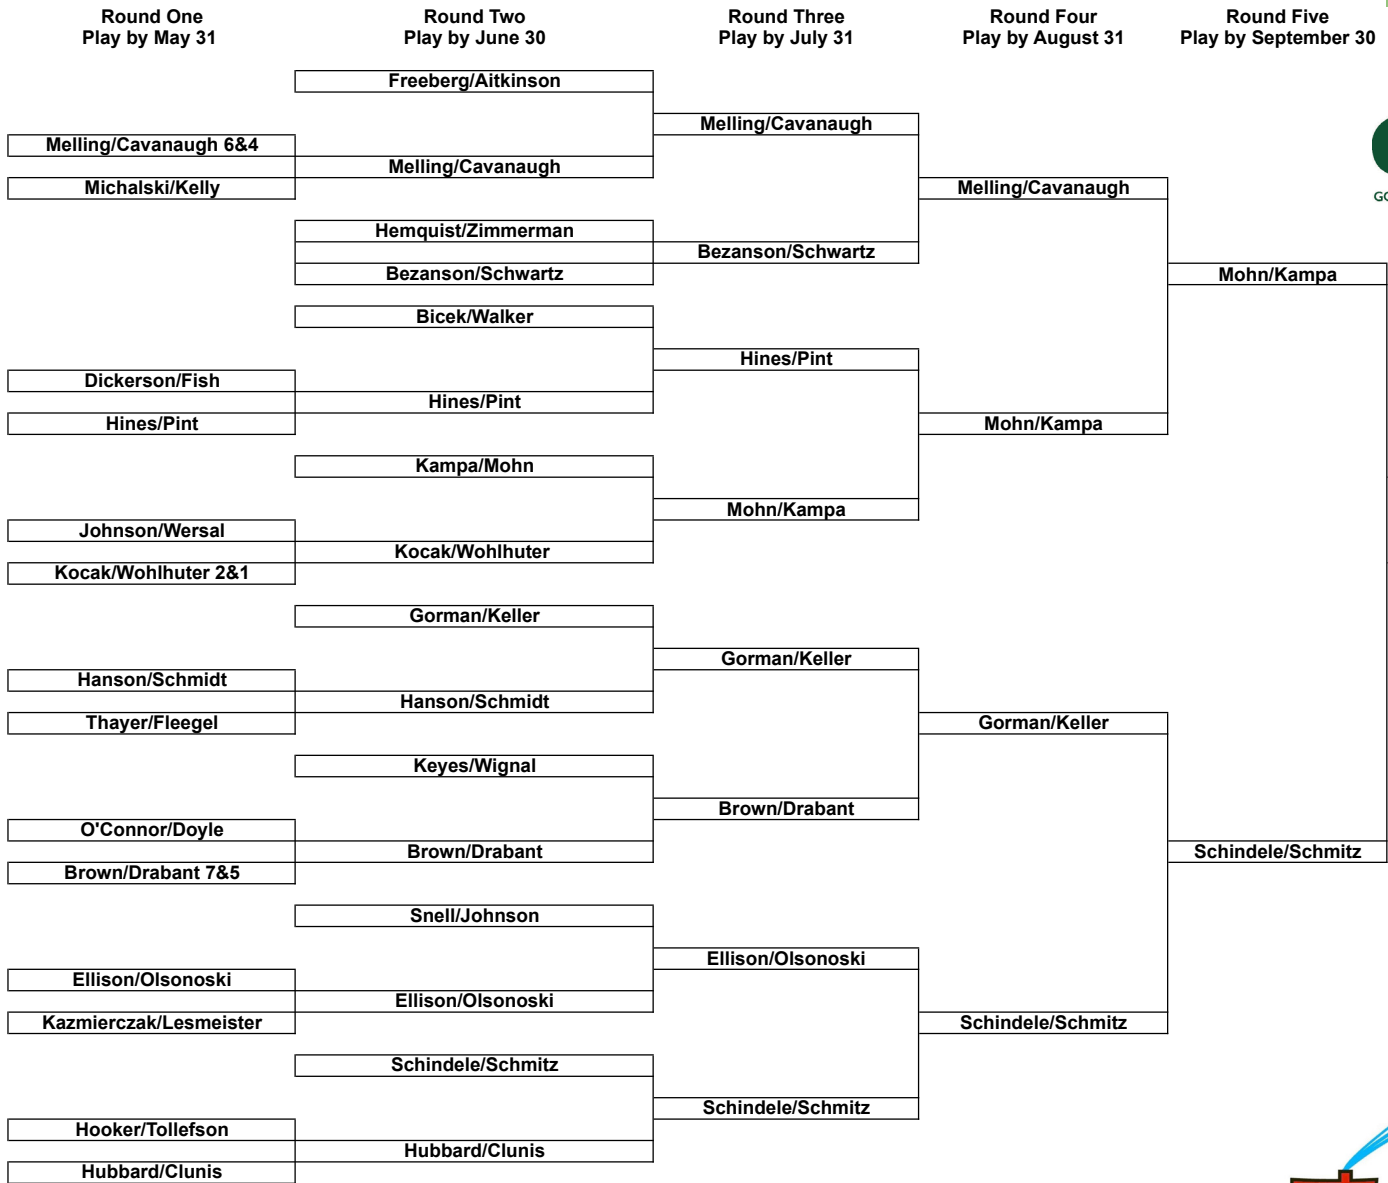 Round One
Play by May 31
Round Two
Play by June 30
Round Three
Play by July 31
Round Four
Play by August 31
Round Five
Play by September 30
Freeberg/Aitkinson
Melling/Cavanaugh
Melling/Cavanaugh 6&4
Melling/Cavanaugh
Michalski/Kelly
Melling/Cavanaugh
Hemquist/Zimmerman
Bezanson/Schwartz
Bezanson/Schwartz
Mohn/Kampa
Bicek/Walker
Hines/Pint
Dickerson/Fish
Hines/Pint
Hines/Pint
Mohn/Kampa
Kampa/Mohn
Mohn/Kampa
Johnson/Wersal
Kocak/Wohlhuter
Kocak/Wohlhuter 2&1
Gorman/Keller
Gorman/Keller
Hanson/Schmidt
Hanson/Schmidt
Thayer/Fleegel
Gorman/Keller
Keyes/Wignal
Brown/Drabant
O'Connor/Doyle
Brown/Drabant
Schindele/Schmitz
Brown/Drabant 7&5
Snell/Johnson
Ellison/Olsonoski
Ellison/Olsonoski
Ellison/Olsonoski
Kazmierczak/Lesmeister
Schindele/Schmitz
Schindele/Schmitz
Schindele/Schmitz
Hooker/Tollefson
Hubbard/Clunis
Hubbard/Clunis